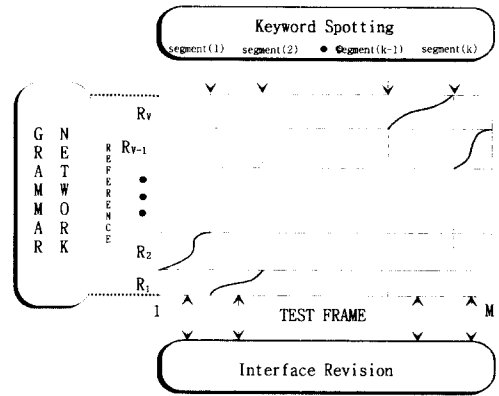 Keyword Spotting
segment(1) segment(2) ● ● segment(k-1) segment(k)
GRAMMAR
NETWORK
REFERENCE
Rv
Rv-1
R2
R1
1 TEST FRAME M
Interface Revision